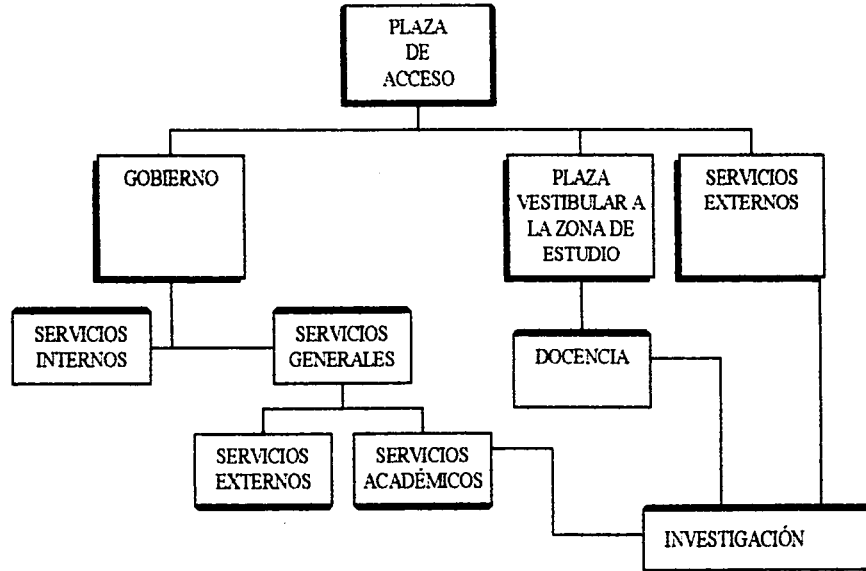 PLAZA
DE
ACCESO
GOBIERNO
PLAZA
VESTIBULAR A
LA ZONA DE
ESTUDIO
SERVICIOS
EXTERNOS
SERVICIOS
INTERNOS
SERVICIOS
GENERALES
DOCENCIA
SERVICIOS
EXTERNOS
SERVICIOS
ACADÉMICOS
INVESTIGACIÓN